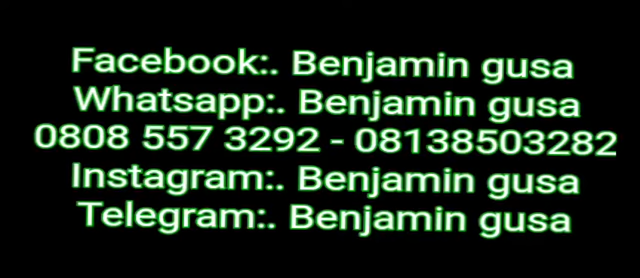 Facebook:. Benjamin gusa
Whatsapp:. Benjamin gusa
0808 557 3292 - 08138503282
Instagram:. Benjamin gusa
Telegram:. Benjamin gusa